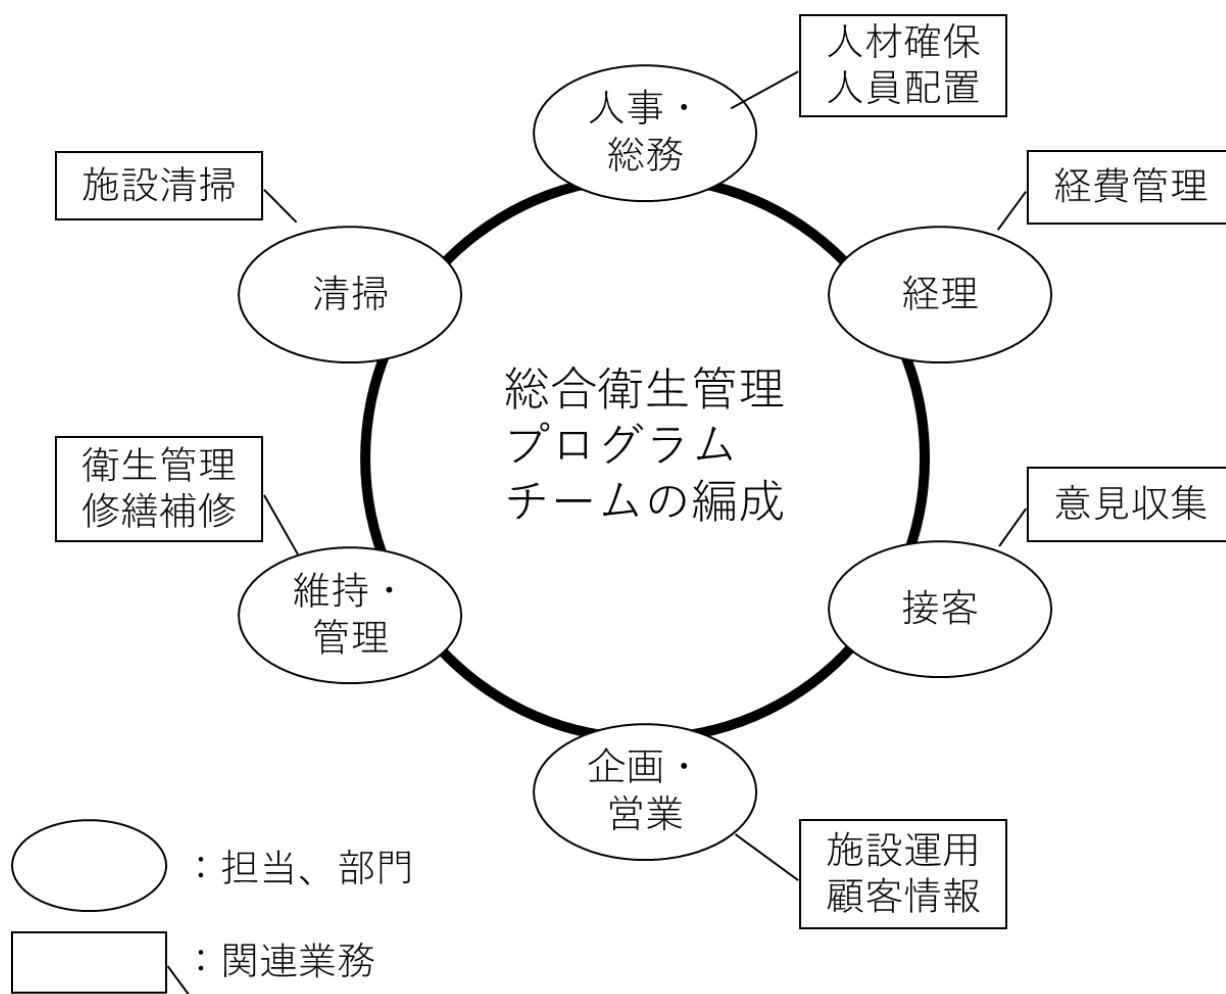 人材確保
人員配置
人事・
総務
施設清掃
経費管理
清掃
経理
総合衛生管理
プログラム
チームの編成
衛生管理
修繕補修
意見収集
維持・
管理
接客
企画・
営業
施設運用
顧客情報
：担当、部門
：関連業務